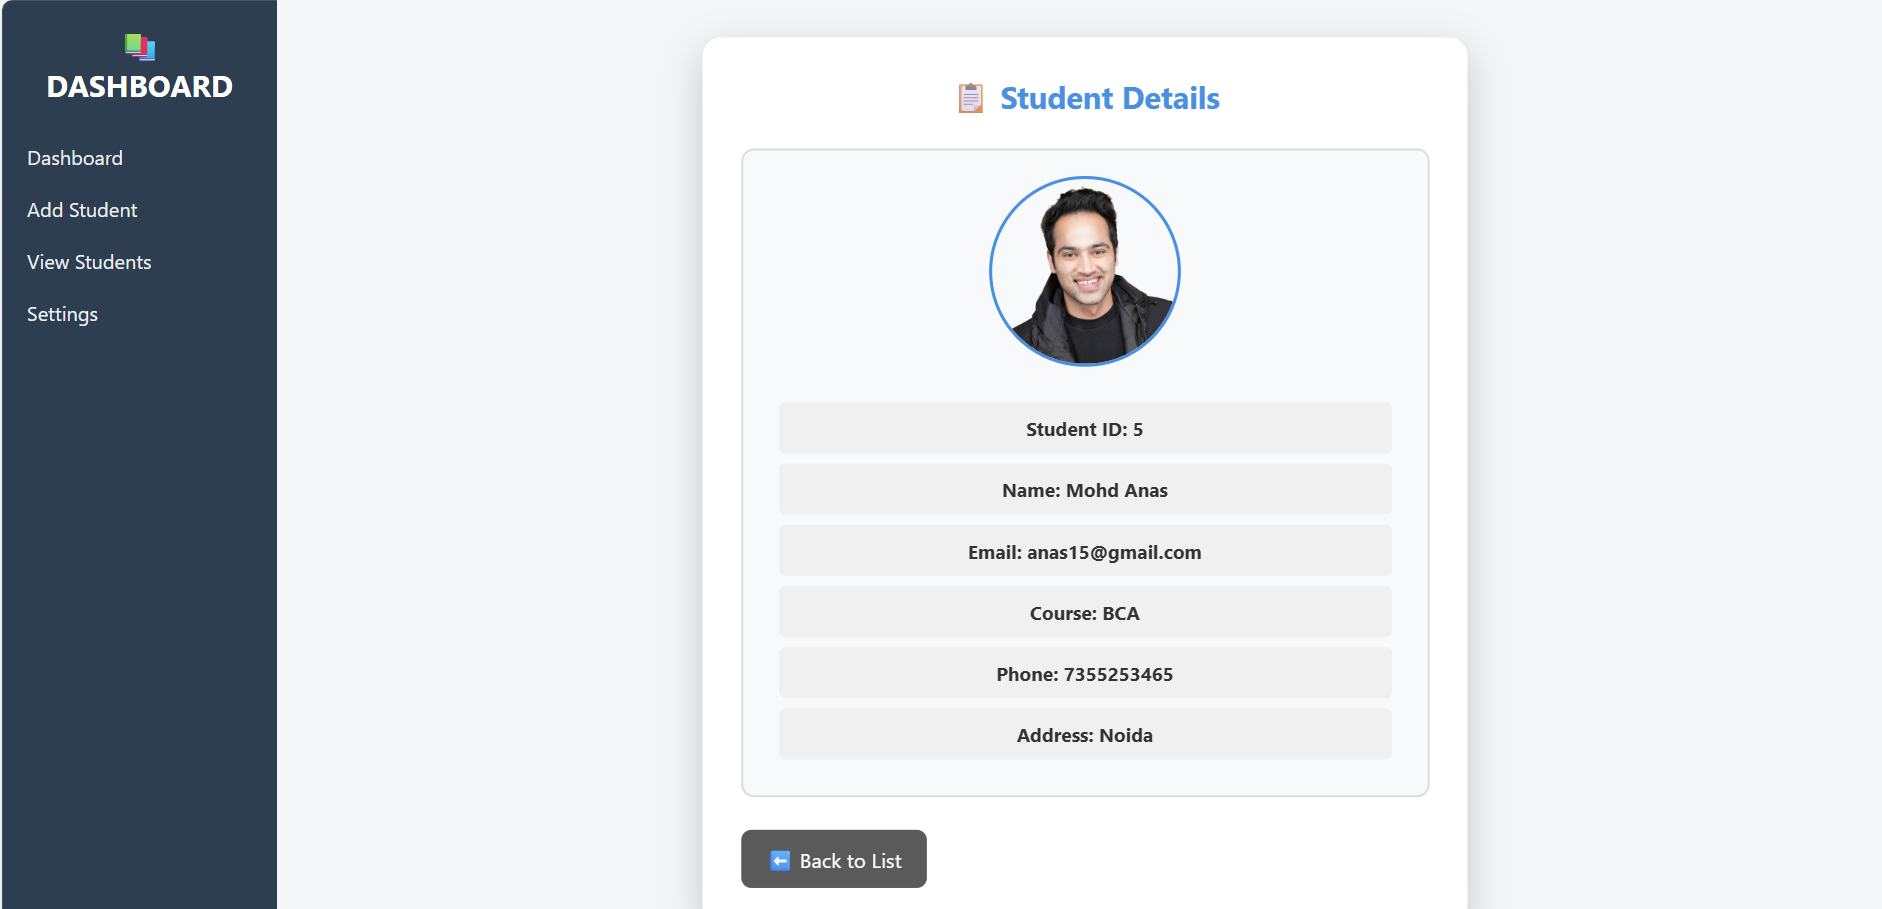 DASHBOARD
Dashboard
Add Student
View Students
Settings
Student Details
Student ID: 5
Name: Mohd Anas
Email: anas15@gmail.com
Course: BCA
Phone: 7355253465
Address: Noida
Back to List